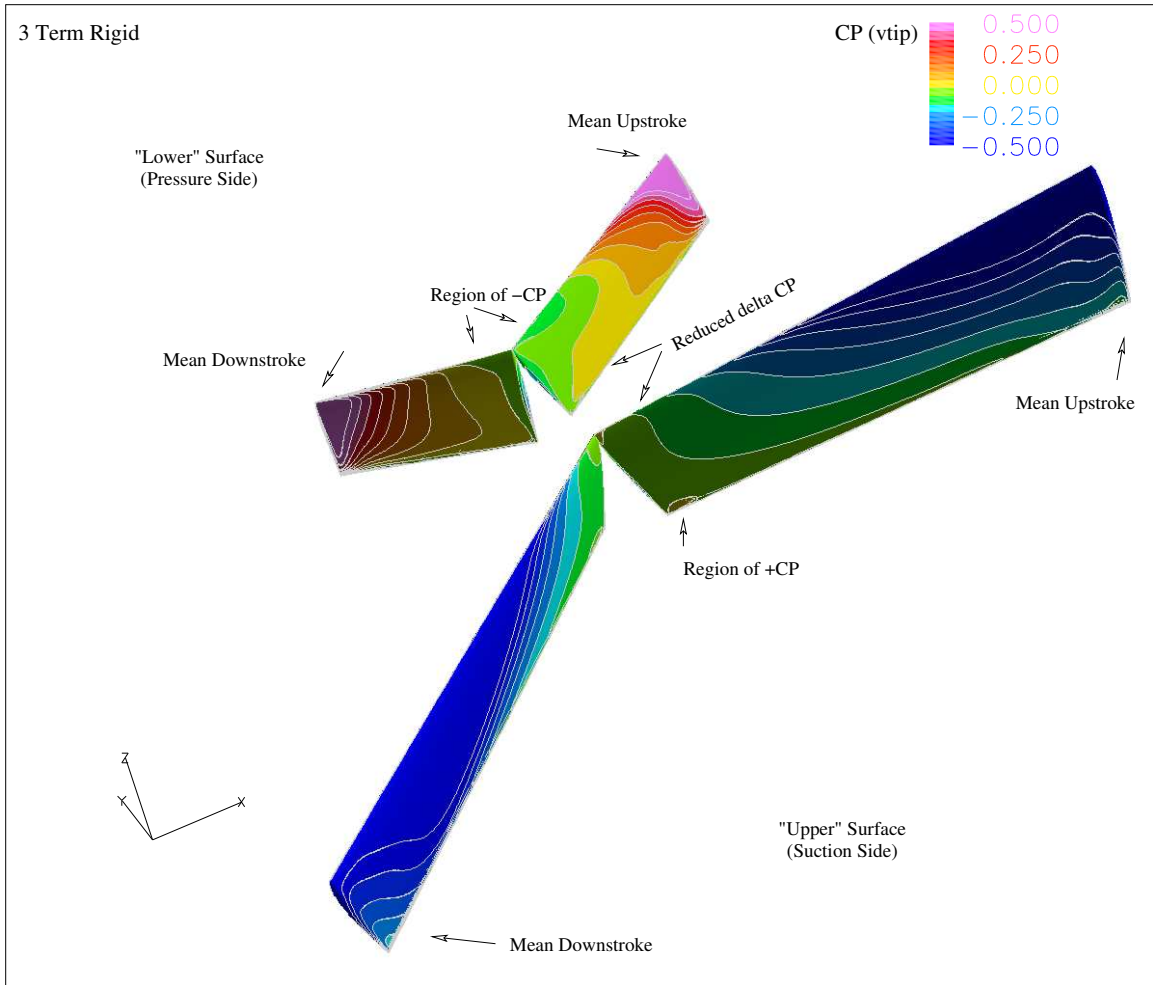 3 Term Rigid
CP (vtip)
0.500
0.250
0.000
−0.250
−0.500
Mean Upstroke
"Lower" Surface
(Pressure Side)
Region of −CP
Reduced delta CP
Mean Downstroke
Mean Upstroke
Region of +CP
Z
Y
X
"Upper" Surface
(Suction Side)
Mean Downstroke